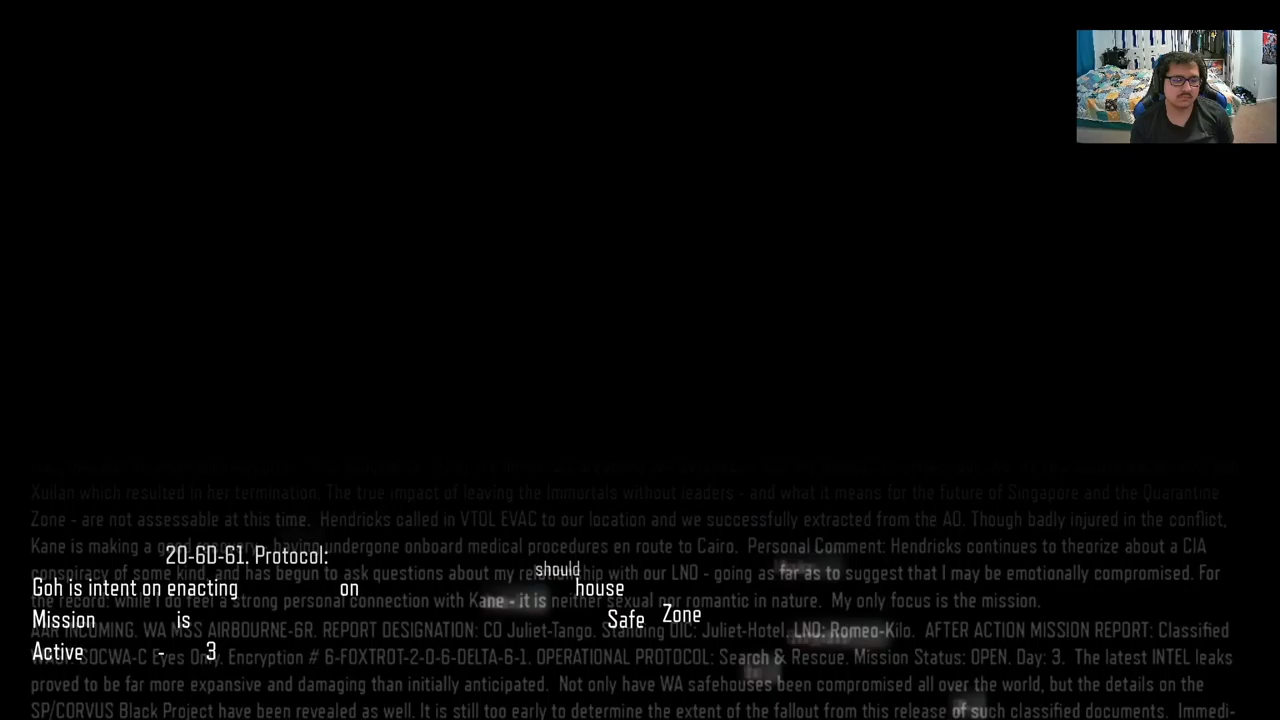 Xuilan which resulted in her termination. The true impact of leaving the Immortals without leaders - and what it means for the future of Singapore and the Quarantine
Zone - are not assessable at this time. Hendricks called in VTOL EVAC to our location and we successfully extracted from the AO. Though badly injured in the conflict,
Kane is making a good recovery - having undergone onboard medical procedures en route to Cairo. Personal Comment: Hendricks continues to theorize about a CIA
20-6D-61. Protocol:
conspiracy of some kind, and has begun to ask questions about my relationship with our LNO - going as far as to suggest that I may be emotionally compromised. For
should
Goh is intent on enacting on house
the record: while I do feel a strong personal connection with Kane - it is neither sexual nor romantic in nature. My only focus is the mission.
Mission is Safe Zone
AAR INCOMING. WA MSS AIRBOURNE-6R. REPORT DESIGNATION: CO Juliet-Tango. Standing OIC: Juliet-Hotel. LNO: Romeo-Kilo. AFTER ACTION MISSION REPORT: Classified
Active - 3
SOCWA-C Eyes Only. Encryption # 6-FOXTROT-2-0-6-DELTA-6-1. OPERATIONAL PROTOCOL: Search & Rescue. Mission Status: OPEN. Day: 3. The latest INTEL leaks
proved to be far more expansive and damaging than initially anticipated. Not only have WA safehouses been compromised all over the world, but the details on the
SP/CORVUS Black Project have been revealed as well. It is still too early to determine the extent of the fallout from this release of such classified documents. Immedi-